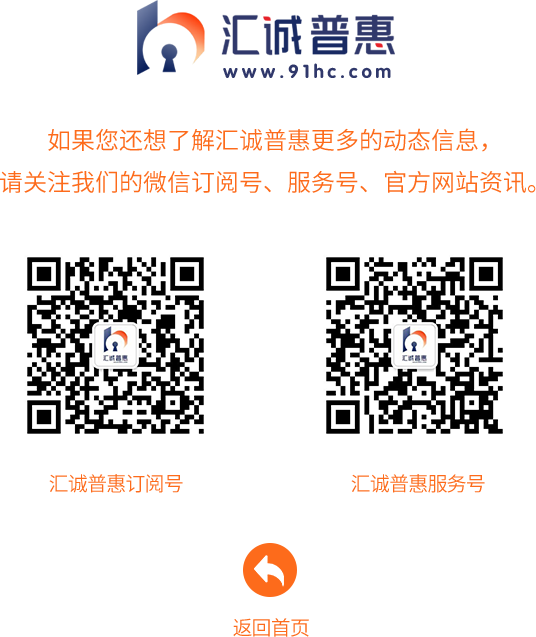 汇诚普惠
www.91hc.com
如果您还想了解汇诚普惠更多的动态信息，
请关注我们的微信订阅号、服务号、官方网站资讯。
汇诚普惠
汇诚普惠
汇诚普惠订阅号
汇诚普惠服务号
返回首页